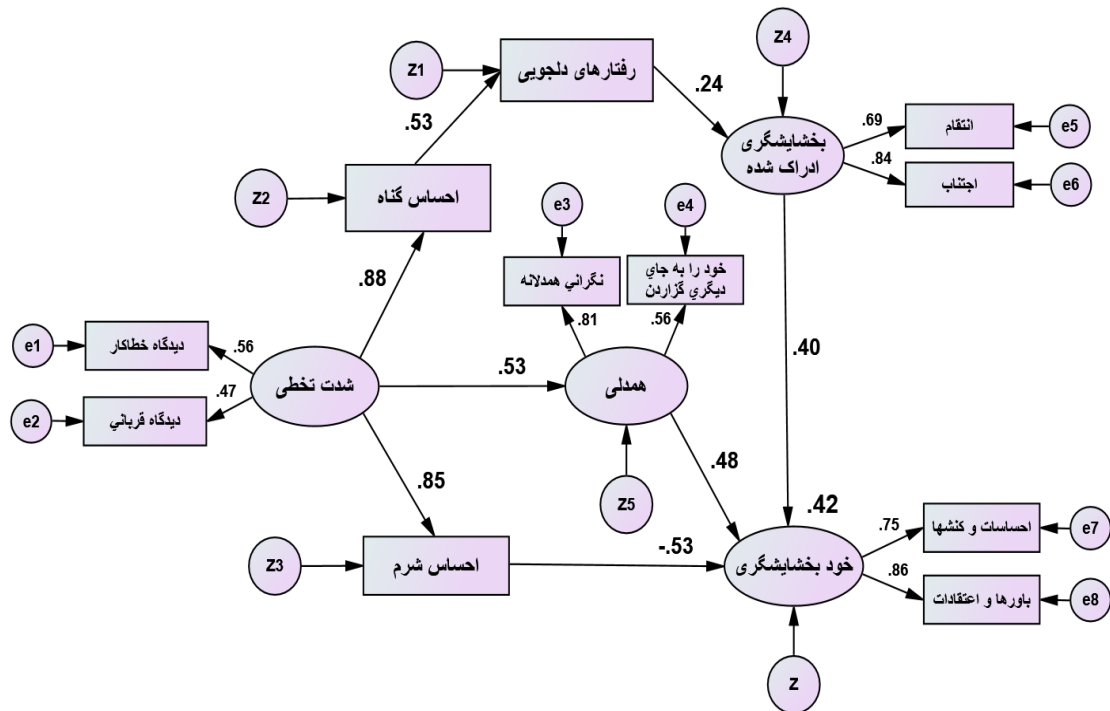 Z4
Z1
رفتارهای دلجویی
.24
.53
بخشایشگری
ادراک شده
.69
انتقام
e5
.84
اجتناب
e6
Z2
احساس گناه
e3
e4
.88
نگراني همدلانه
خود را به جاي
ديگري گزاردن
.81
.56
.40
e1
دیدگاه خطاکار
.56
شدت تخطی
.53
همدلی
e2
دیدگاه قرباني
.47
.48
.85
Z5
.42
Z3
احساس شرم
-.53
خود بخشایشگری
.75
احساسات و کنشها
e7
.86
باورها و اعتقادات
e8
Z